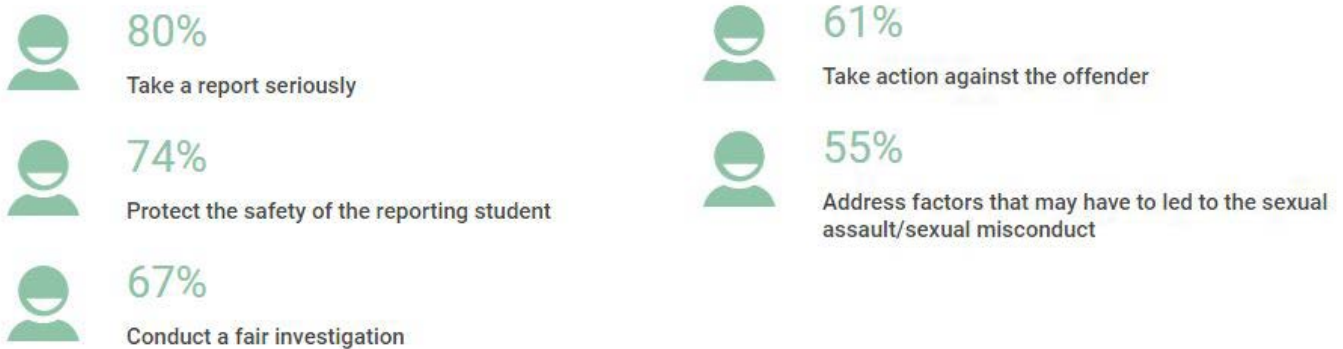 80%
Take a report seriously
74%
Protect the safety of the reporting student
67%
Conduct a fair investigation
61%
Take action against the offender
55%
Address factors that may have to led to the sexual
assault/sexual misconduct